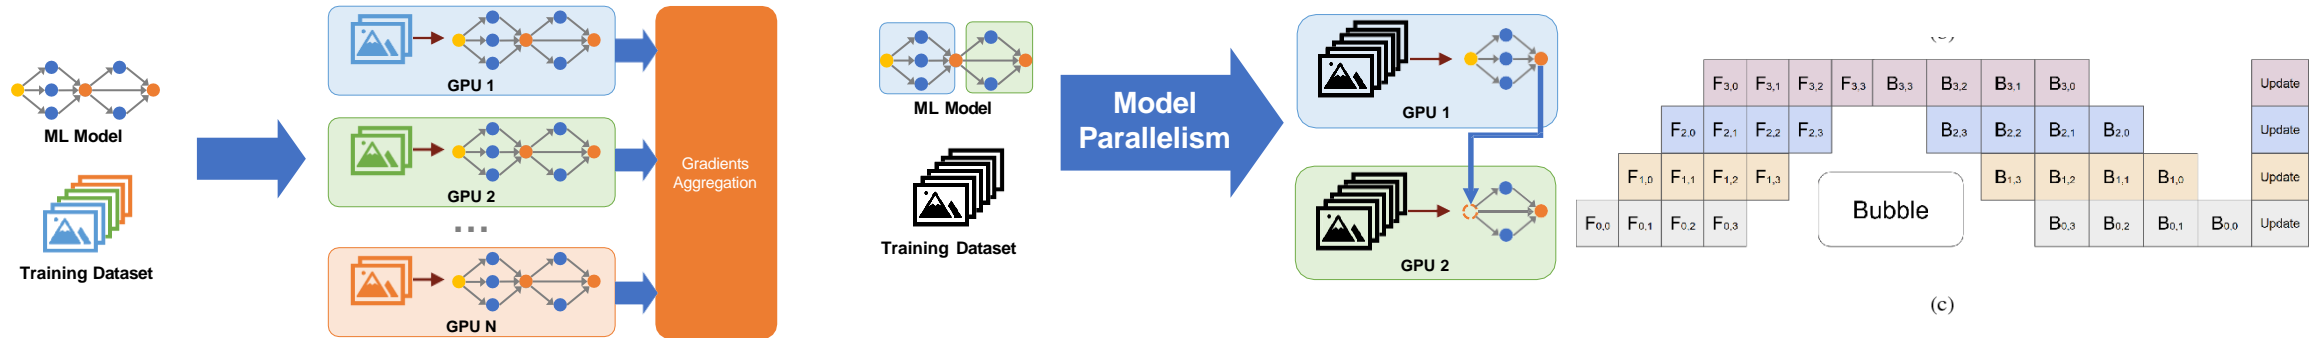 ML Model
Training Dataset
GPU 1
GPU 2
...
GPU N
Gradients
Aggregation
ML Model
Training Dataset
Model
Parallelism
GPU 1
GPU 2
F3,0 F3,1 F3,2 F3,3 B3,3 B3,2 B3,1 B3,0 Update
F2,0 F2,1 F2,2 F2,3 B2,3 B2,2 B2,1 B2,0 Update
F1,0 F1,1 F1,2 F1,3 B1,3 B1,2 B1,1 B1,0 Update
F0,0 F0,1 F0,2 F0,3 Bubble B0,3 B0,2 B0,1 B0,0 Update
(c)